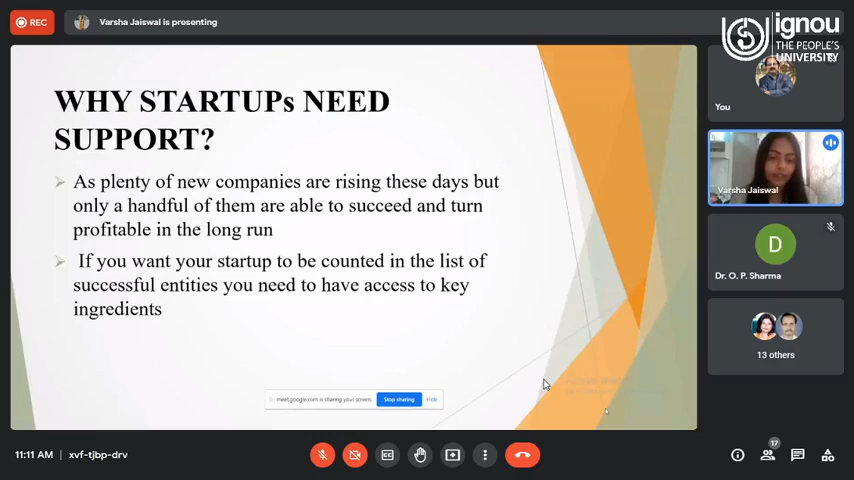 REC
Varsha Jaiswal is presenting
ignou
THE PEOPLE'S
UNIVERSITY
WHY STARTUPs NEED
SUPPORT?
As plenty of new companies are rising these days but
only a handful of them are able to succeed and turn
profitable in the long run
If you want your startup to be counted in the list of
successful entities you need to have access to key
ingredients
meet.google.com is sharing your screen.
Stop sharing
Hide
You
Varsha Jaiswal
D
Dr. O. P. Sharma
13 others
11:11 AM | xvf-tjbp-drv
CC
17